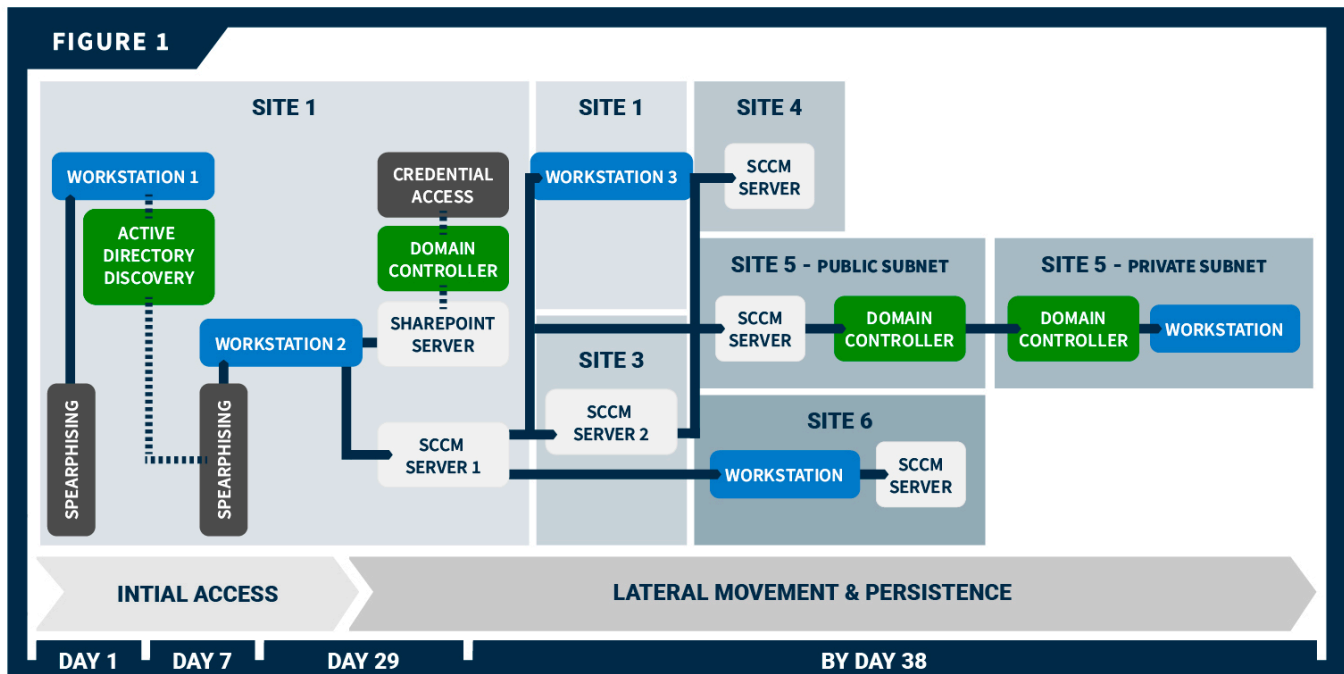 FIGURE 1
SITE 1
WORKSTATION 1
ACTIVE
DIRECTORY
DISCOVERY
SPEARPHISING
SPEARPHISING
WORKSTATION 2
CREDENTIAL
ACCESS
DOMAIN
CONTROLLER
SHAREPOINT
SERVER
SCCM
SERVER 1
SITE 1
WORKSTATION 3
SITE 3
SCCM
SERVER 2
SITE 4
SCCM
SERVER
SITE 5 - PUBLIC SUBNET
SCCM
SERVER
DOMAIN
CONTROLLER
SITE 5 - PRIVATE SUBNET
DOMAIN
CONTROLLER
WORKSTATION
SITE 6
WORKSTATION
SCCM
SERVER
INTIAL ACCESS
LATERAL MOVEMENT & PERSISTENCE
DAY 1
DAY 7
DAY 29
BY DAY 38